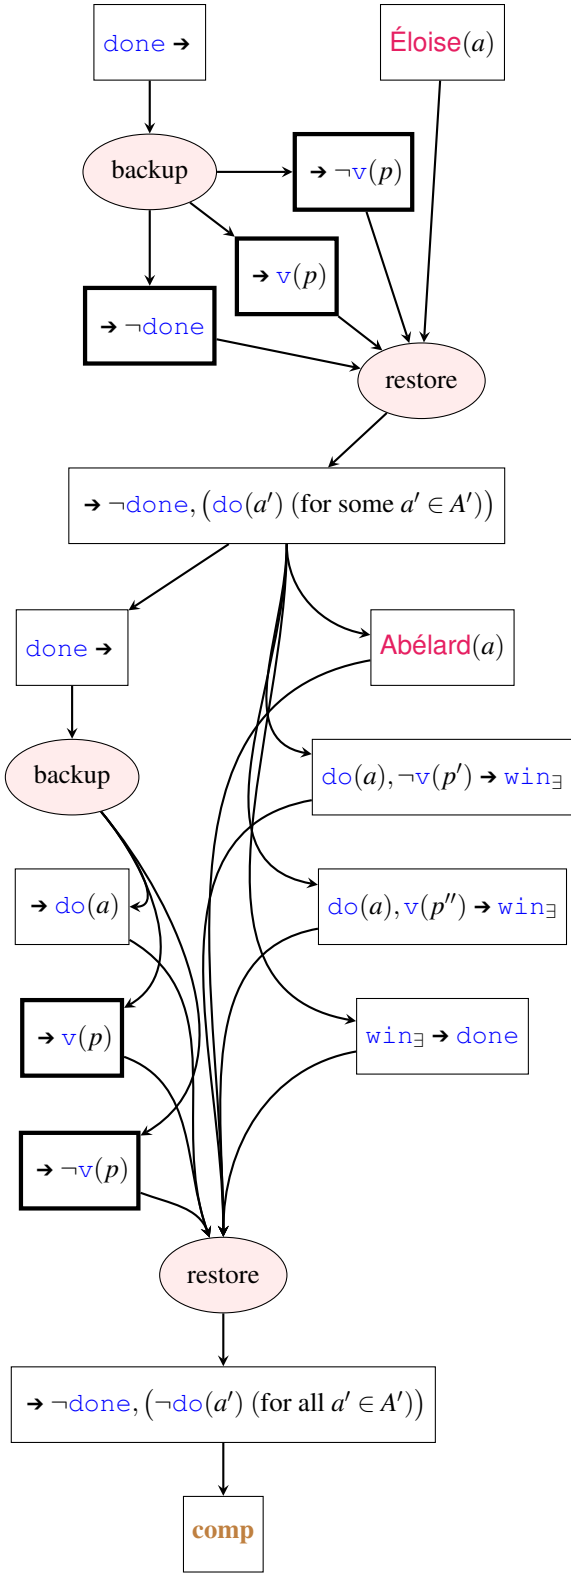 done ➔
Éloise(a)
backup
➔ ¬v(p)
➔ v(p)
➔ ¬done
restore
➔ ¬done, (do(a′) (for some a′ ∈ A′))
done ➔
Abélard(a)
backup
do(a), ¬v(p′) ➔ win∃
➔ do(a)
do(a), v(p″) ➔ win∃
➔ v(p)
win∃ ➔ done
➔ ¬v(p)
restore
➔ ¬done, (¬do(a′) (for all a′ ∈ A′))
comp